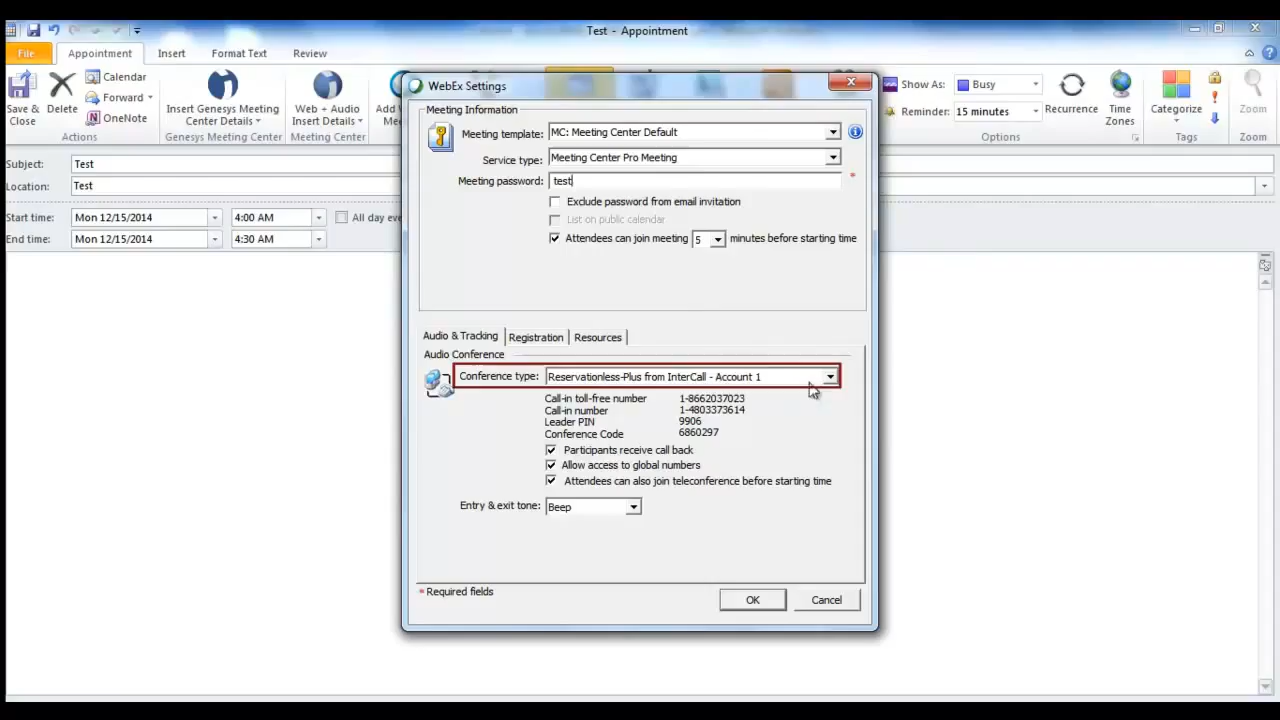 Test - Appointment
File Appointment Insert Format Text Review
Save & Close
Delete
Calendar
Forward
OneNote
Actions
Insert Genesys Meeting Center Details
Genesys Meeting Center
Web + Audio Insert Details
Meeting Center
Add
Show As: Busy
Reminder: 15 minutes
Recurrence
Time Zones
Options
Categorize
Tags
Zoom
Zoom
Subject: Test
Location: Test
Start time: Mon 12/15/2014 4:00 AM All day eve
End time: Mon 12/15/2014 4:30 AM
WebEx Settings
Meeting Information
Meeting template: MC: Meeting Center Default
Service type: Meeting Center Pro Meeting
Meeting password: test *
Exclude password from email invitation
List on public calendar
Attendees can join meeting 5 minutes before starting time
Audio & Tracking Registration Resources
Audio Conference
Conference type: Reservationless-Plus from InterCall - Account 1
Call-in toll-free number 1-8662037023
Call-in number 1-4803373614
Leader PIN 9906
Conference Code 6860297
Participants receive call back
Allow access to global numbers
Attendees can also join teleconference before starting time
Entry & exit tone: Beep
* Required fields
OK Cancel